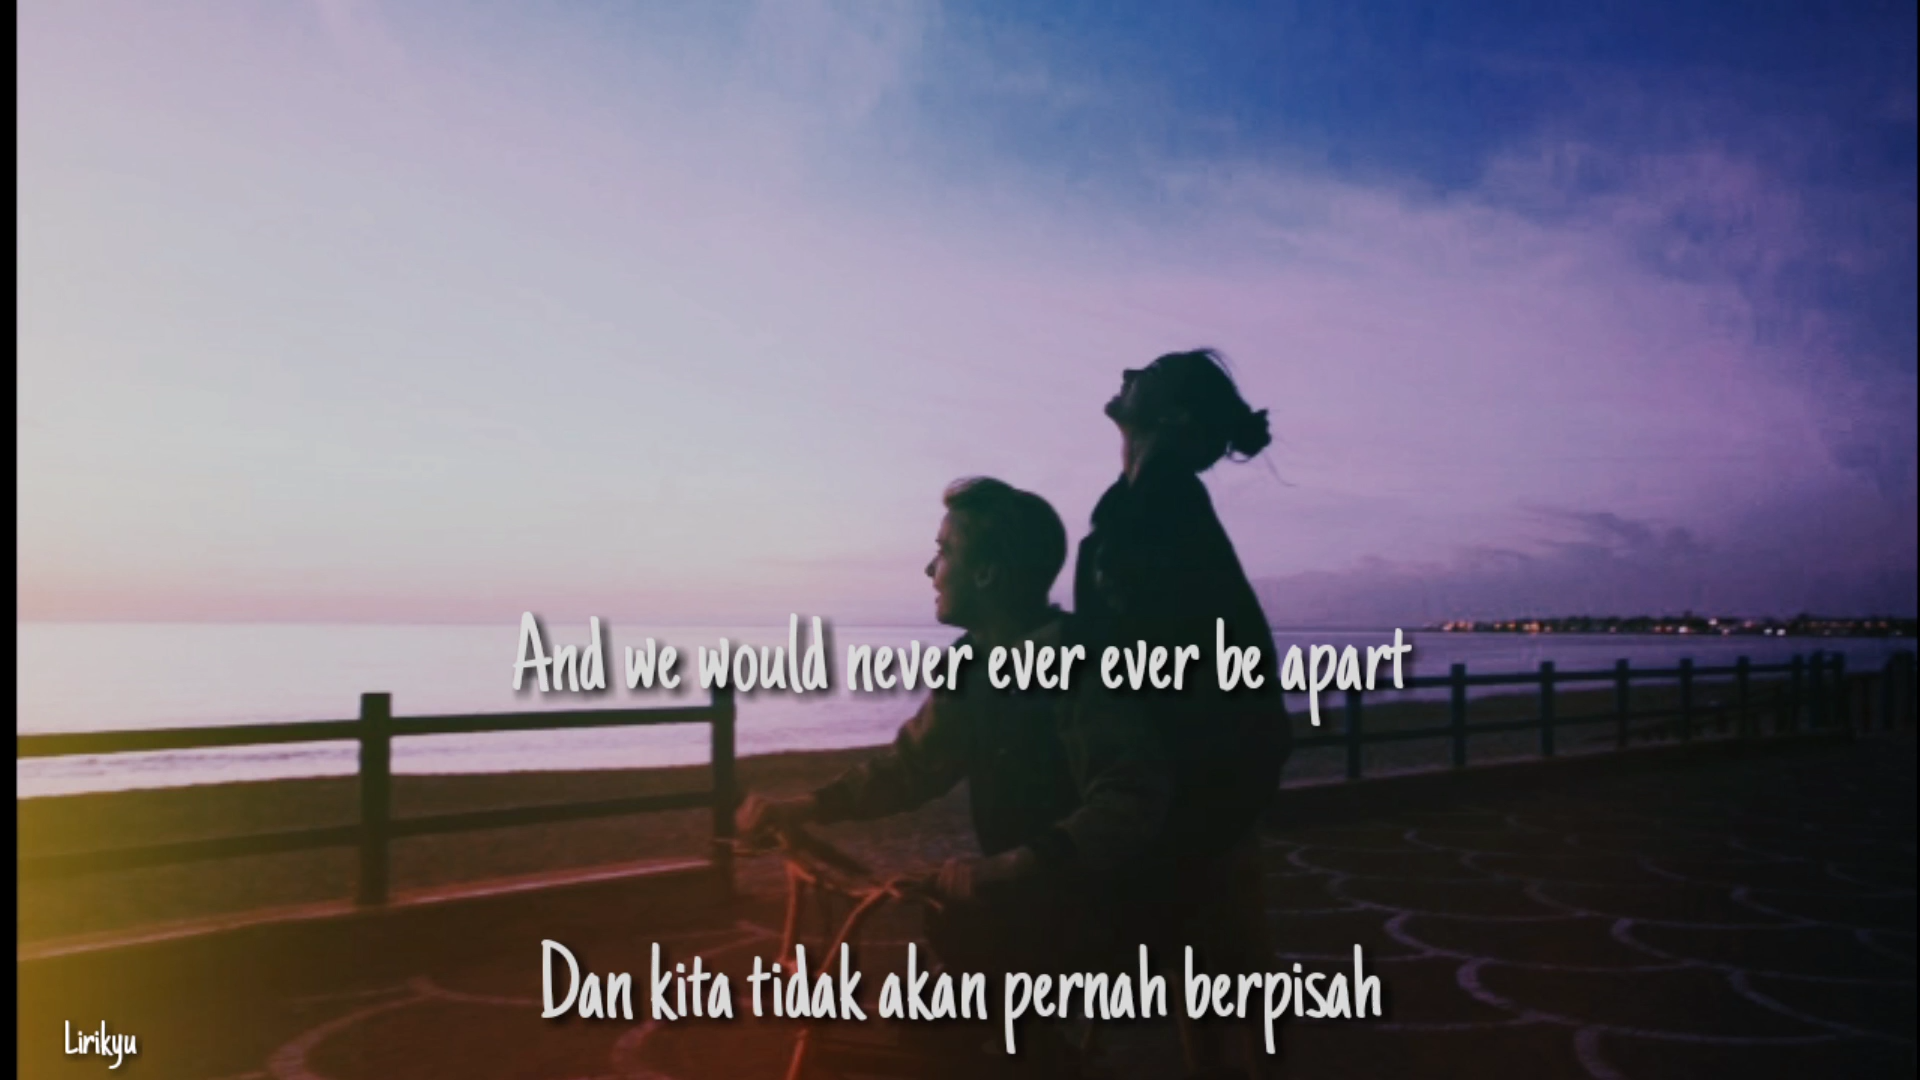 And we would never ever ever be apart
Dan kita tidak akan pernah berpisah
Lirikyu